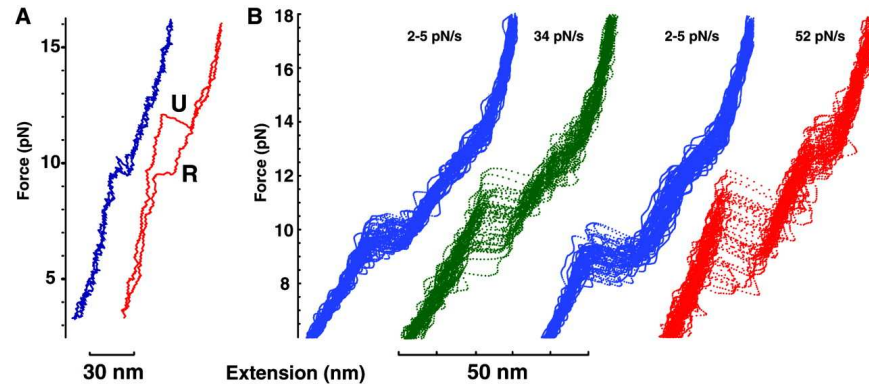 A
B
16
15
10
5
Force (pN)
U
R
30 nm
18
16
14
12
10
8
Force (pN)
2-5 pN/s
34 pN/s
2-5 pN/s
52 pN/s
Extension (nm)
50 nm